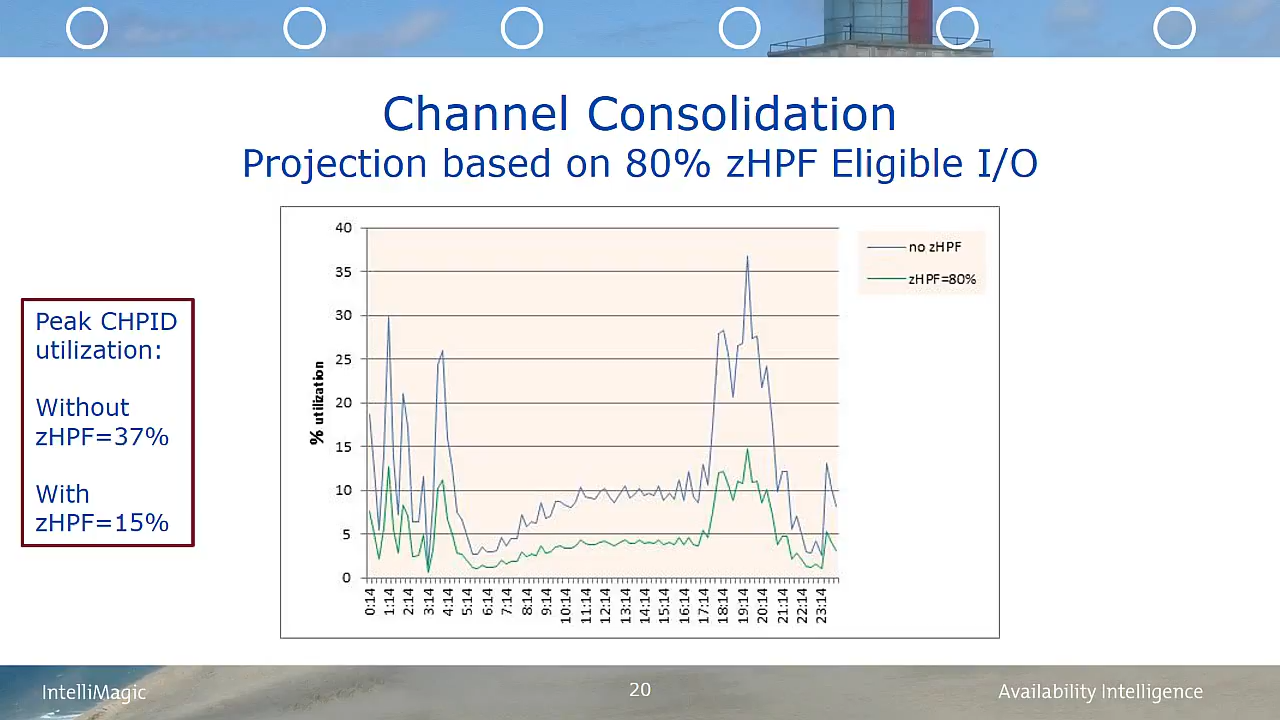 Channel Consolidation
Projection based on 80% zHPF Eligible I/O
Peak CHPID
utilization:
Without
zHPF=37%
With
zHPF=15%
% utilization
40
35
30
25
20
15
10
5
0
0:14
1:14
2:14
3:14
4:14
5:14
6:14
7:14
8:14
9:14
10:14
11:14
12:14
13:14
14:14
15:14
16:14
17:14
18:14
19:14
20:14
21:14
22:14
23:14
no zHPF
zHPF=80%
IntelliMagic
20
Availability Intelligence